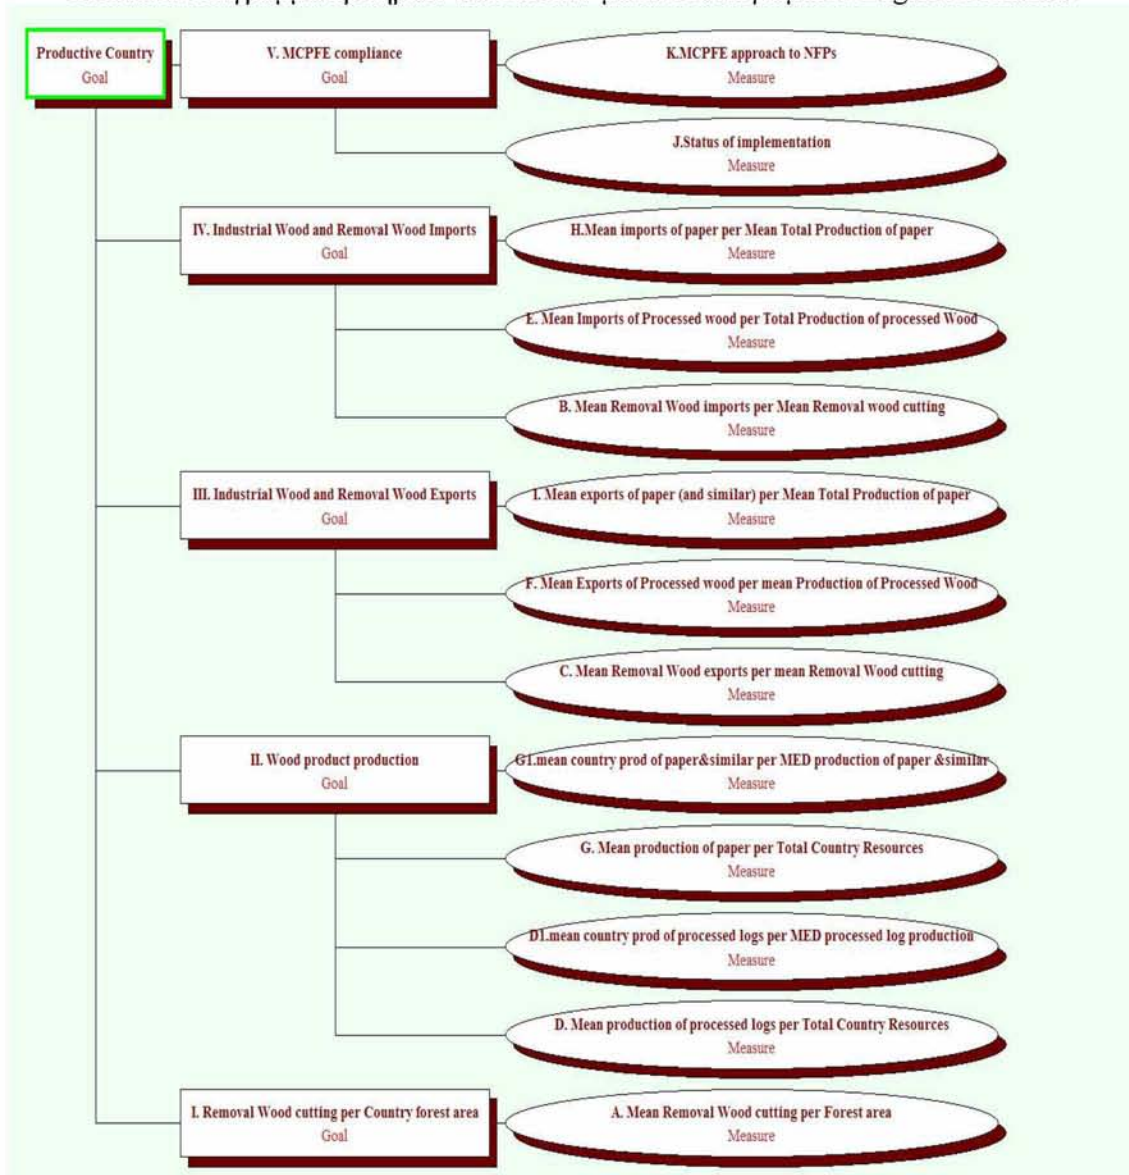 Productive Country
Goal
V. MCPFE compliance
Goal
K.MCPFE approach to NFPs
Measure
J.Status of implementation
Measure
IV. Industrial Wood and Removal Wood Imports
Goal
H.Mean imports of paper per Mean Total Production of paper
Measure
E. Mean Imports of Processed wood per Total Production of processed Wood
Measure
B. Mean Removal Wood imports per Mean Removal wood cutting
Measure
III. Industrial Wood and Removal Wood Exports
Goal
I. Mean exports of paper (and similar) per Mean Total Production of paper
Measure
F. Mean Exports of Processed wood per mean Production of Processed Wood
Measure
C. Mean Removal Wood exports per mean Removal Wood cutting
Measure
II. Wood product production
Goal
G1.mean country prod of paper&similar per MED production of paper &similar
Measure
G. Mean production of paper per Total Country Resources
Measure
D1.mean country prod of processed logs per MED processed log production
Measure
D. Mean production of processed logs per Total Country Resources
Measure
I. Removal Wood cutting per Country forest area
Goal
A. Mean Removal Wood cutting per Forest area
Measure